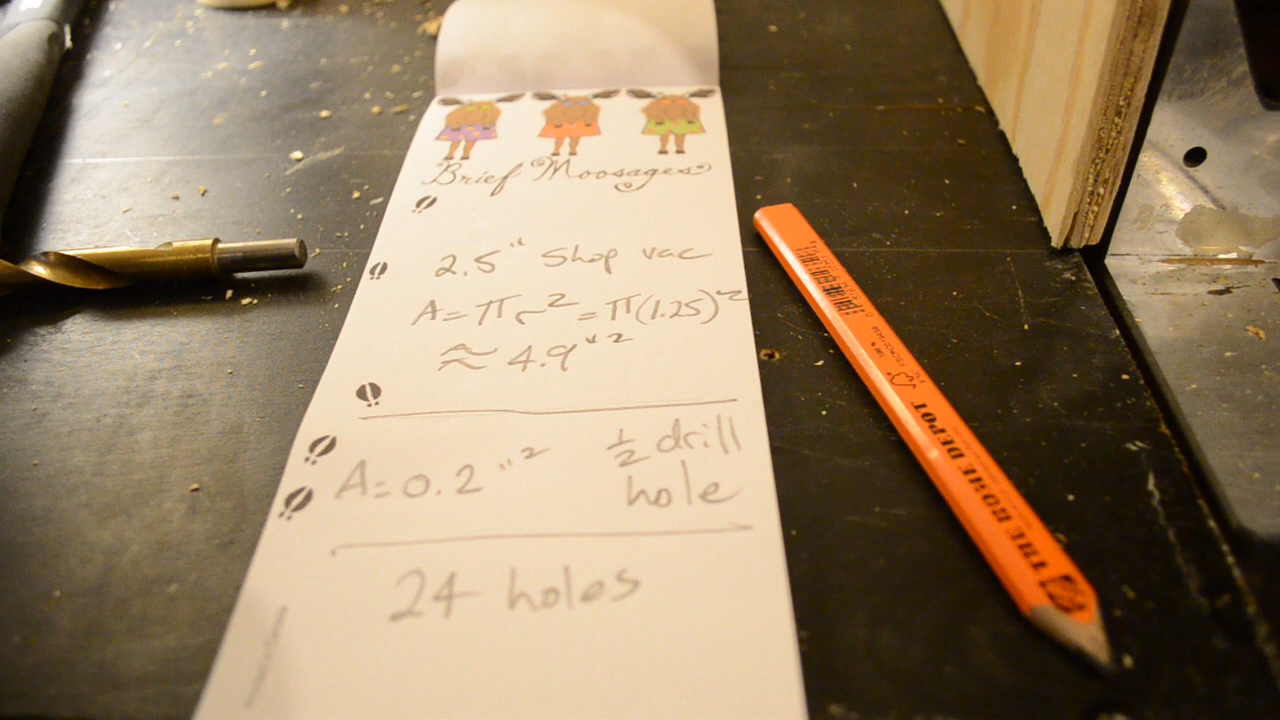 Brief Moosages
2.5" Shop vac
A=πr²=π(1.25)²
≈ 4.9"²
A=0.2"² ½ drill
hole
24 holes
THE HOME DEPOT